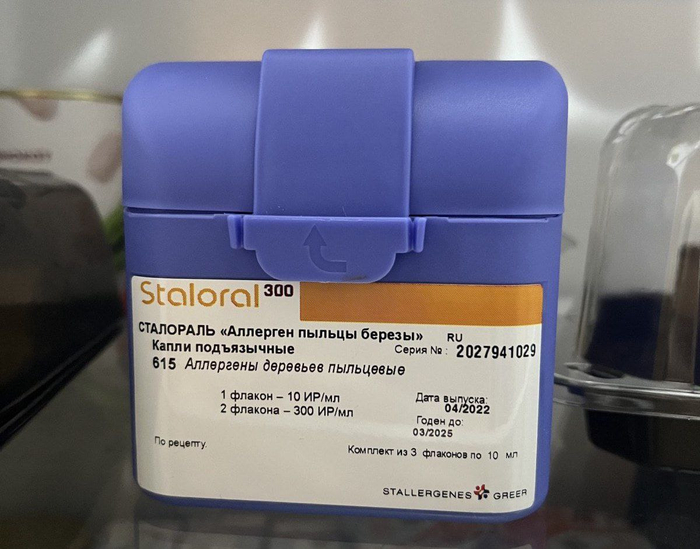 Staloral 300
СТАЛОРАЛЬ «Аллерген пыльцы березы» RU
Капли подъязычные Серия № : 2027941029
615 Аллергены деревьев пыльцевые
1 флакон – 10 ИР/мл
2 флакона – 300 ИР/мл
Дата выпуска:
04/2022
Годен до:
03/2025
По рецепту.
Комплект из 3 флаконов по 10 мл
STALLERGENES GREER